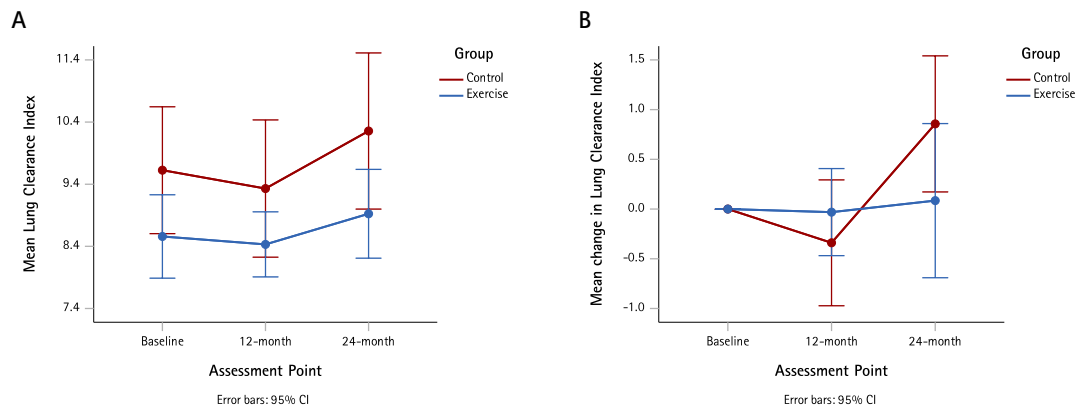 A
Mean Lung Clearance Index
11.4
10.4
9.4
8.4
7.4
Baseline
12-month
24-month
Assessment Point
Error bars: 95% CI
Group
Control
Exercise
B
Mean change in Lung Clearance Index
1.5
1.0
0.5
0.0
-0.5
-1.0
Baseline
12-month
24-month
Assessment Point
Error bars: 95% CI
Group
Control
Exercise